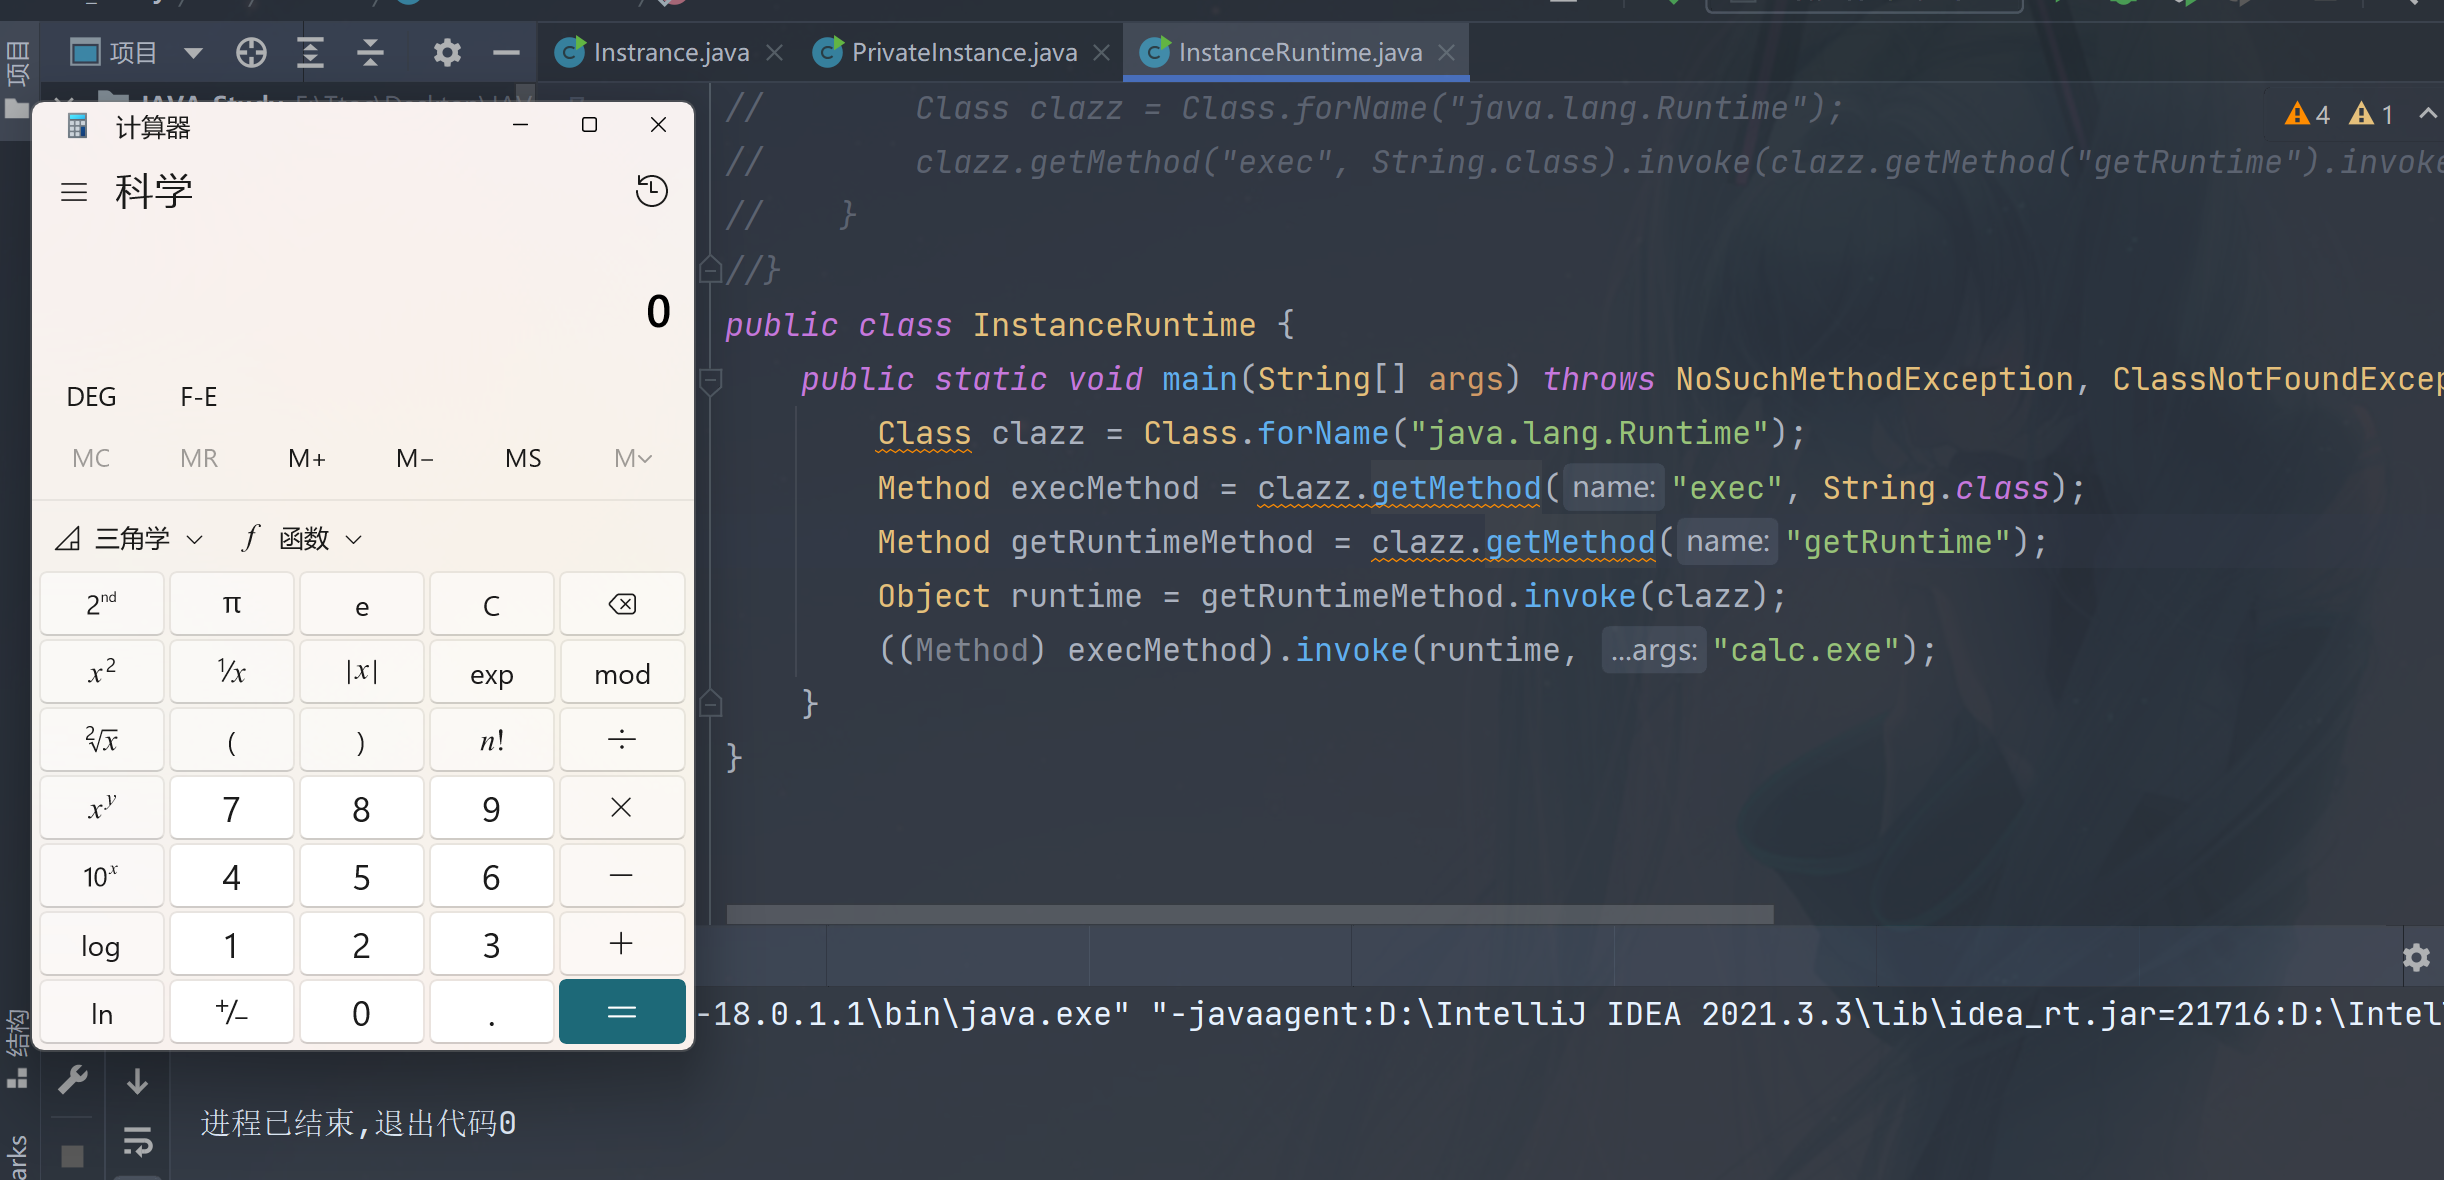 项目
项目
Instrance.java
PrivateInstance.java
InstanceRuntime.java
//        Class clazz = Class.forName("java.lang.Runtime");
//        clazz.getMethod("exec", String.class).invoke(clazz.getMethod("getRuntime").invoke
//    }
//}
4 1
public class InstanceRuntime {
public static void main(String[] args) throws NoSuchMethodException, ClassNotFoundExcep
Class clazz = Class.forName("java.lang.Runtime");
Method execMethod = clazz.getMethod( name: "exec", String.class);
Method getRuntimeMethod = clazz.getMethod( name: "getRuntime");
Object runtime = getRuntimeMethod.invoke(clazz);
((Method) execMethod).invoke(runtime, ...args: "calc.exe");
}
}
计算器
科学
0
DEG F-E
MC MR M+ M− MS M
三角学 f 函数
2nd π e C
x2 1/x |x| exp mod
2√x ( ) n! ÷
xy 7 8 9 ×
10x 4 5 6 −
log 1 2 3 +
ln +/− 0 . =
-18.0.1.1\bin\java.exe" "-javaagent:D:\IntelliJ IDEA 2021.3.3\lib\idea_rt.jar=21716:D:\Intel
进程已结束,退出代码0
结构
arks